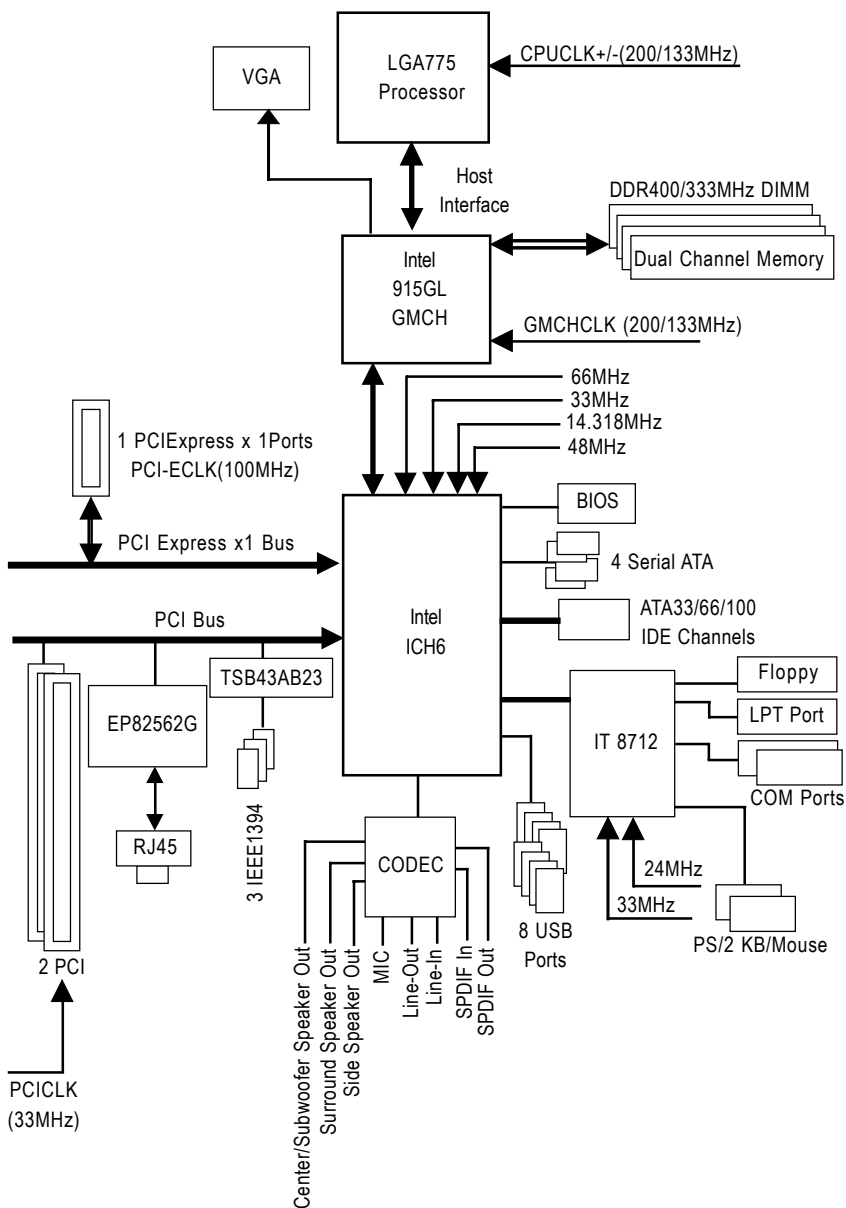 LGA775
Processor
CPUCLK+/-(200/133MHz)
VGA
Host
Interface
DDR400/333MHz DIMM
Dual Channel Memory
Intel
915GL
GMCH
GMCHCLK (200/133MHz)
66MHz
33MHz
14.318MHz
48MHz
1 PCIExpress x 1Ports
PCI-ECLK(100MHz)
BIOS
PCI Express x1 Bus
4 Serial ATA
Intel
ICH6
ATA33/66/100
IDE Channels
PCI Bus
TSB43AB23
EP82562G
RJ45
3 IEEE1394
Floppy
LPT Port
IT 8712
COM Ports
24MHz
33MHz
PS/2 KB/Mouse
CODEC
8 USB
Ports
2 PCI
PCICLK
(33MHz)
Center/Subwoofer Speaker Out
Surround Speaker Out
Side Speaker Out
MIC
Line-Out
Line-In
SPDIF In
SPDIF Out